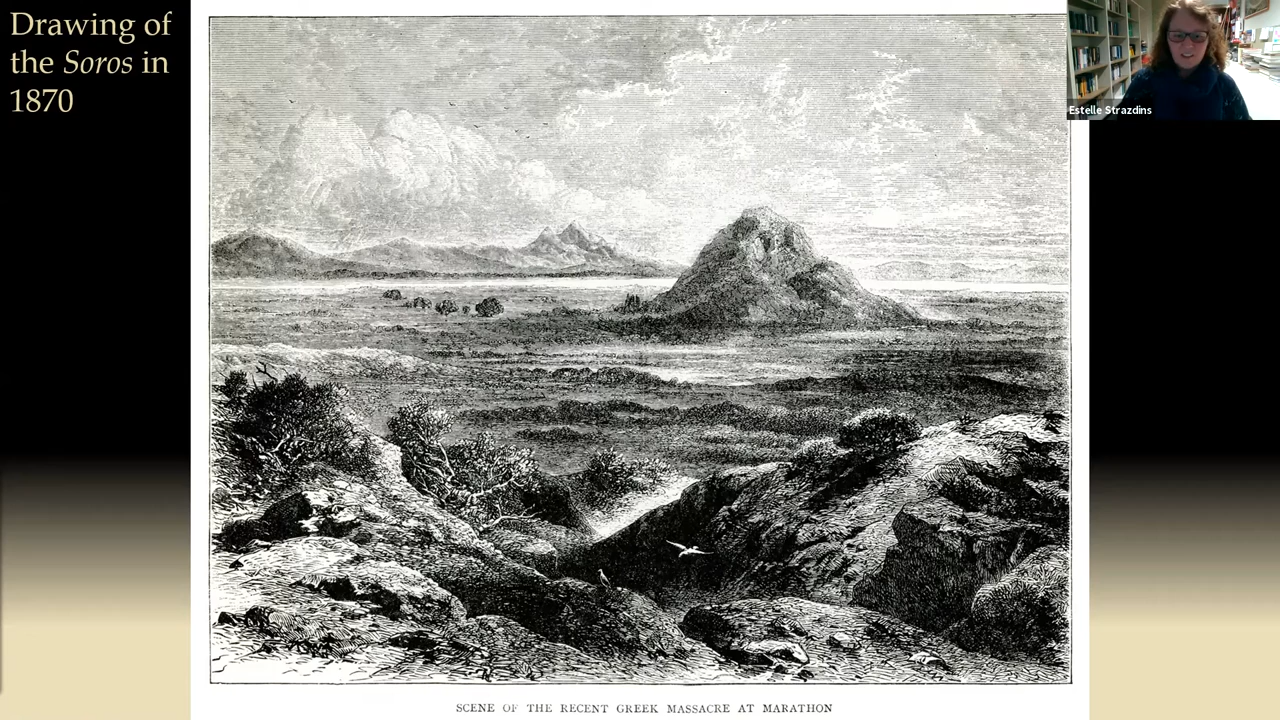 Drawing of
the Soros in
1870
Estelle Strazdins
SCENE OF THE RECENT GREEK MASSACRE AT MARATHON